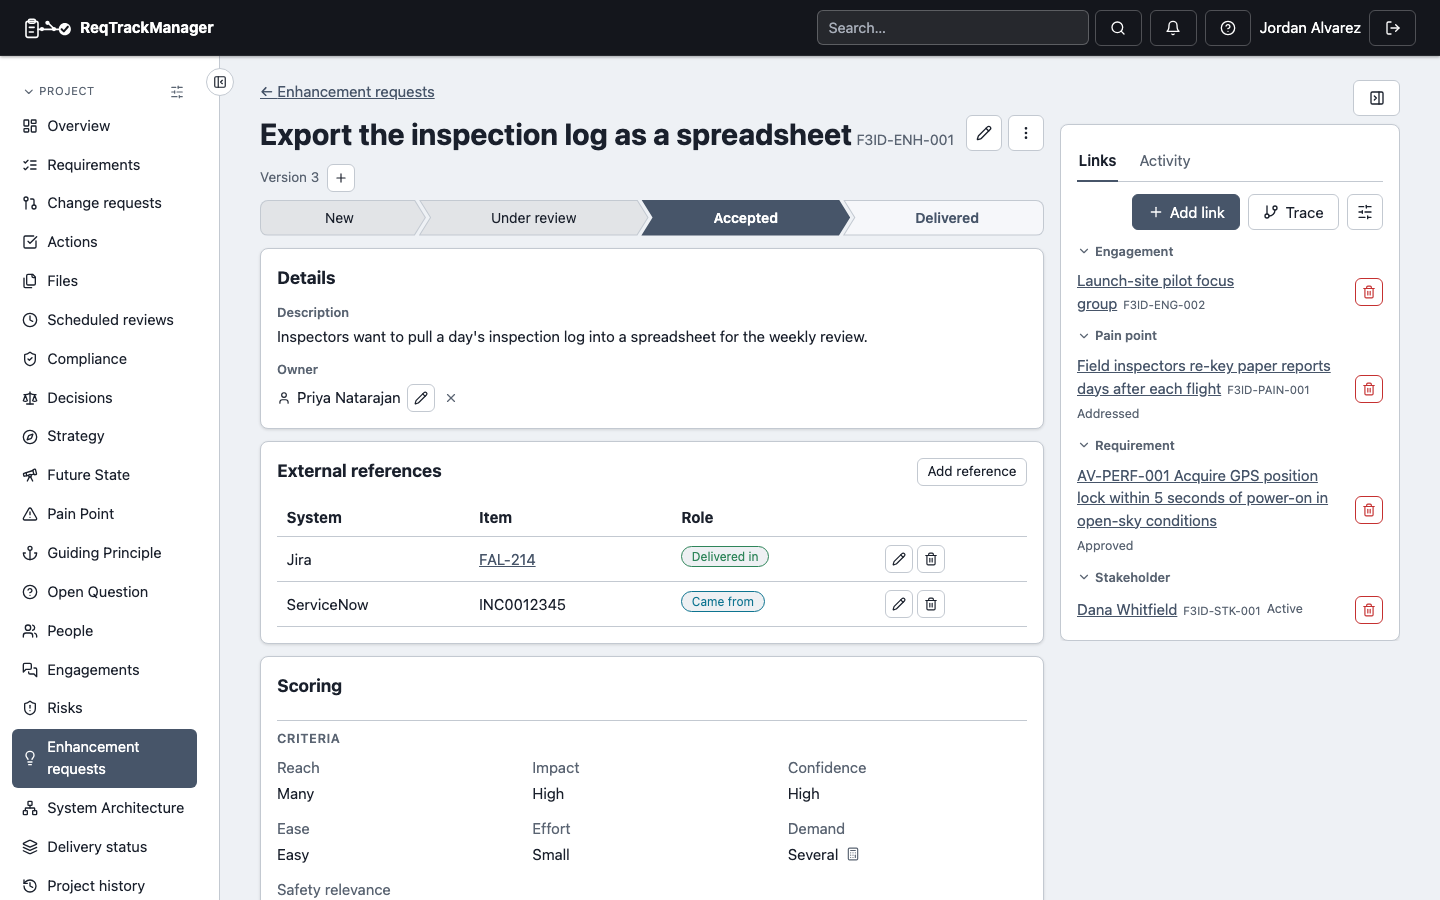 ReqTrackManager
Search...
Jordan Alvarez
PROJECT
Overview
Requirements
Change requests
Actions
Files
Scheduled reviews
Compliance
Decisions
Strategy
Future State
Pain Point
Guiding Principle
Open Question
People
Engagements
Risks
Enhancement
requests
System Architecture
Delivery status
Project history
← Enhancement requests
Export the inspection log as a spreadsheet F3ID-ENH-001
Version 3
New
Under review
Accepted
Delivered
Details
Description
Inspectors want to pull a day's inspection log into a spreadsheet for the weekly review.
Owner
Priya Natarajan
External references
Add reference
System Item Role
Jira FAL-214 Delivered in
ServiceNow INC0012345 Came from
Scoring
CRITERIA
Reach Impact Confidence
Many High High
Ease Effort Demand
Easy Small Several
Safety relevance
Links Activity
+ Add link Trace
Engagement
Launch-site pilot focus
group F3ID-ENG-002
Pain point
Field inspectors re-key paper reports
days after each flight F3ID-PAIN-001
Addressed
Requirement
AV-PERF-001 Acquire GPS position
lock within 5 seconds of power-on in
open-sky conditions
Approved
Stakeholder
Dana Whitfield F3ID-STK-001 Active